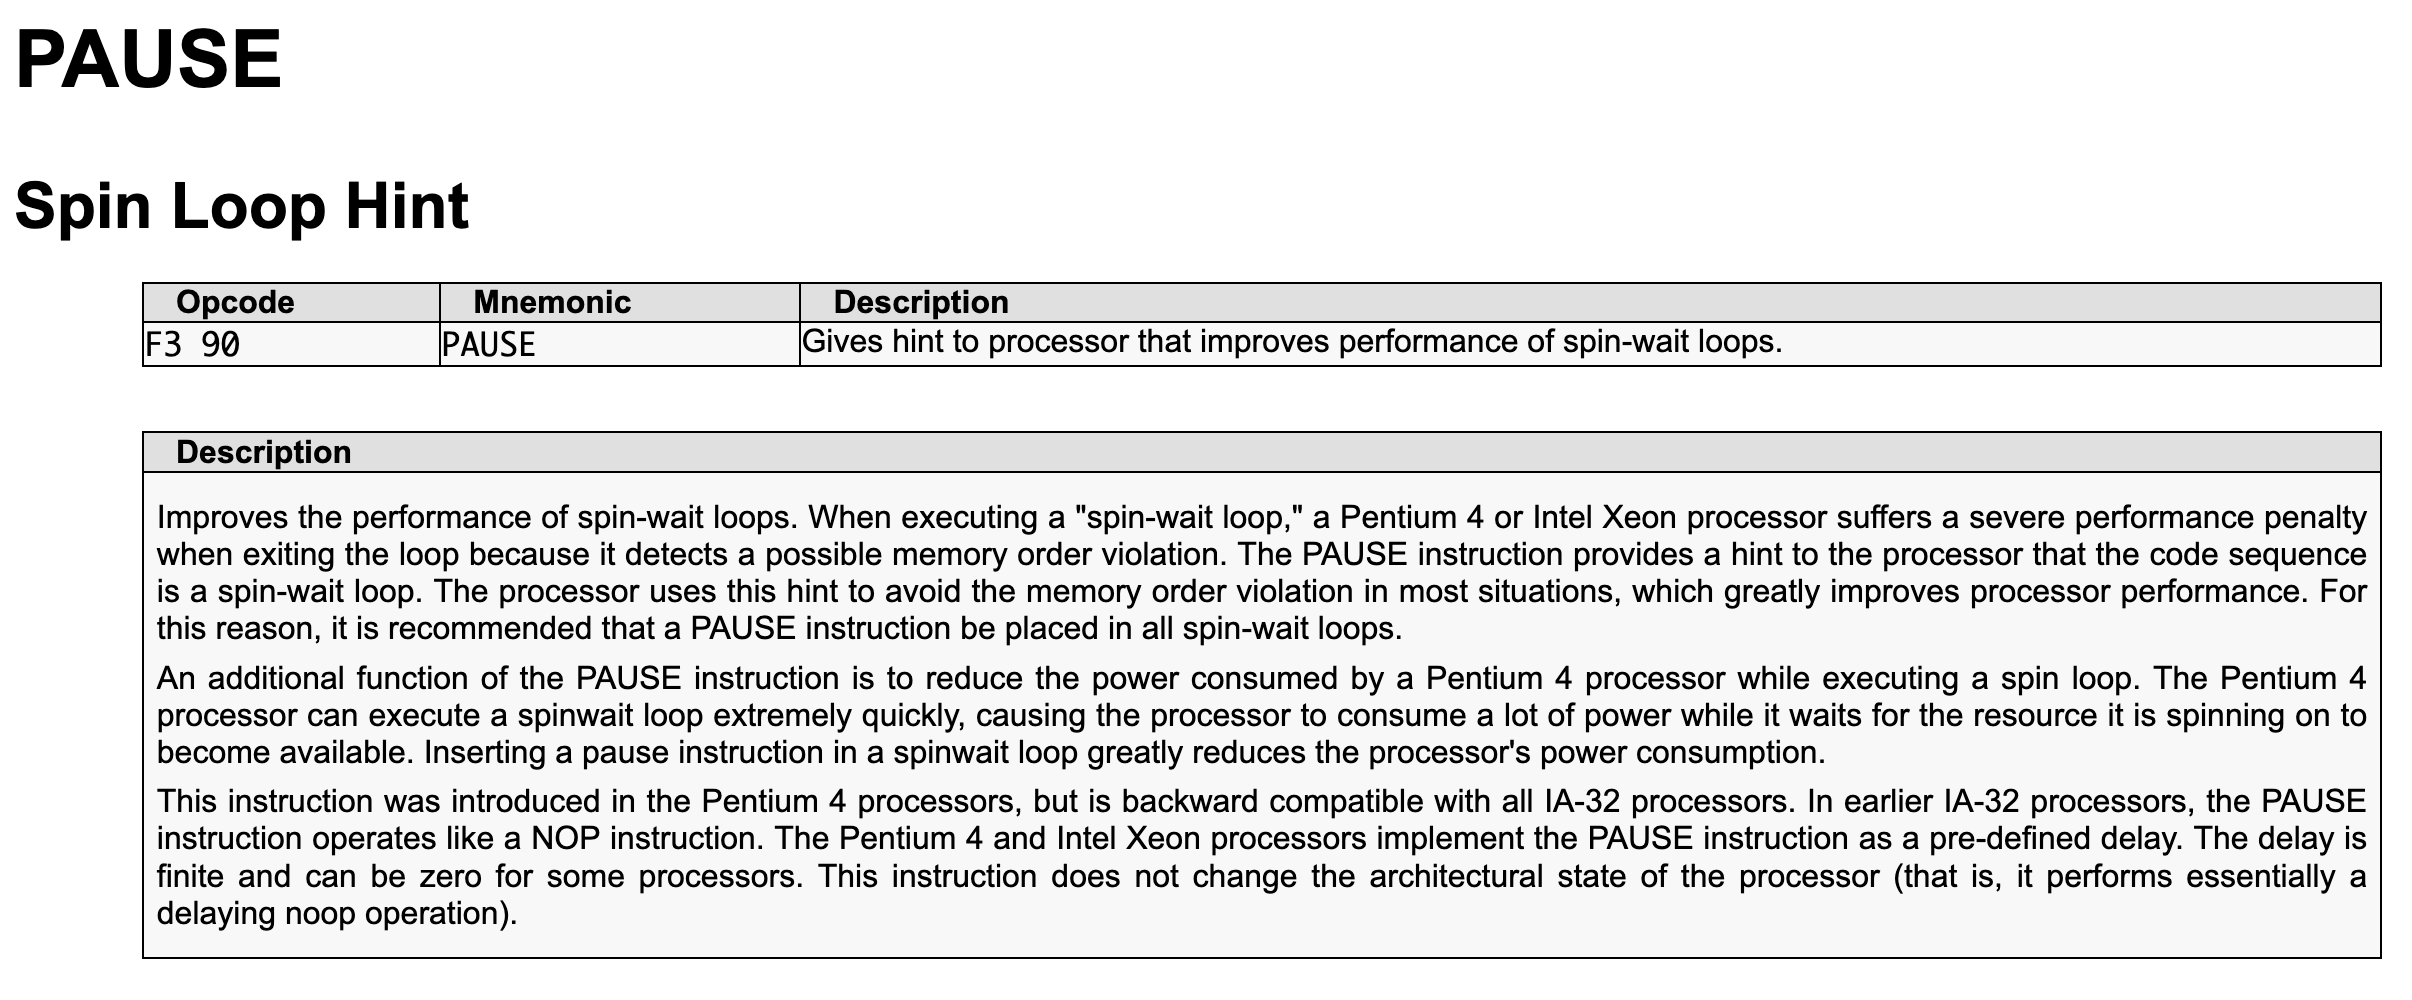 PAUSE
Spin Loop Hint
Opcode Mnemonic Description
F3 90 PAUSE Gives hint to processor that improves performance of spin-wait loops.
Description
Improves the performance of spin-wait loops. When executing a "spin-wait loop," a Pentium 4 or Intel Xeon processor suffers a severe performance penalty
when exiting the loop because it detects a possible memory order violation. The PAUSE instruction provides a hint to the processor that the code sequence
is a spin-wait loop. The processor uses this hint to avoid the memory order violation in most situations, which greatly improves processor performance. For
this reason, it is recommended that a PAUSE instruction be placed in all spin-wait loops.
An additional function of the PAUSE instruction is to reduce the power consumed by a Pentium 4 processor while executing a spin loop. The Pentium 4
processor can execute a spinwait loop extremely quickly, causing the processor to consume a lot of power while it waits for the resource it is spinning on to
become available. Inserting a pause instruction in a spinwait loop greatly reduces the processor's power consumption.
This instruction was introduced in the Pentium 4 processors, but is backward compatible with all IA-32 processors. In earlier IA-32 processors, the PAUSE
instruction operates like a NOP instruction. The Pentium 4 and Intel Xeon processors implement the PAUSE instruction as a pre-defined delay. The delay is
finite and can be zero for some processors. This instruction does not change the architectural state of the processor (that is, it performs essentially a
delaying noop operation).